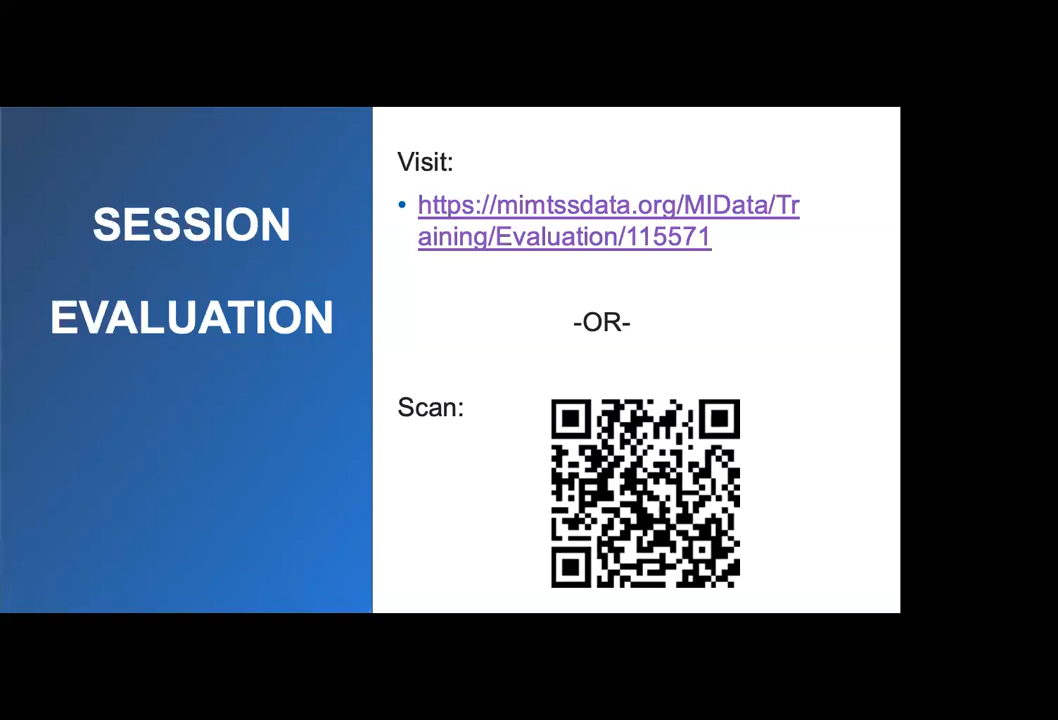 SESSION
EVALUATION
Visit:
• https://mimtssdata.org/MIData/Tr
aining/Evaluation/115571
-OR-
Scan: